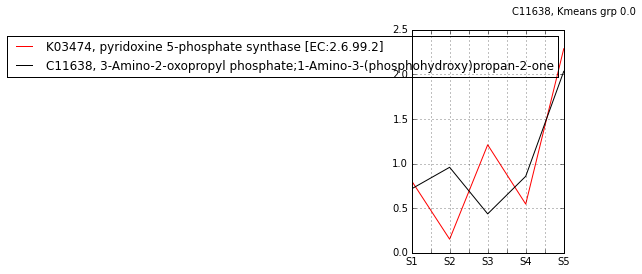 C11638, Kmeans grp 0.0
K03474, pyridoxine 5-phosphate synthase [EC:2.6.99.2]
C11638, 3-Amino-2-oxopropyl phosphate;1-Amino-3-(phosphohydroxy)propan-2-one
2.5
2.0
1.5
1.0
0.5
0.0
S1 S2 S3 S4 S5